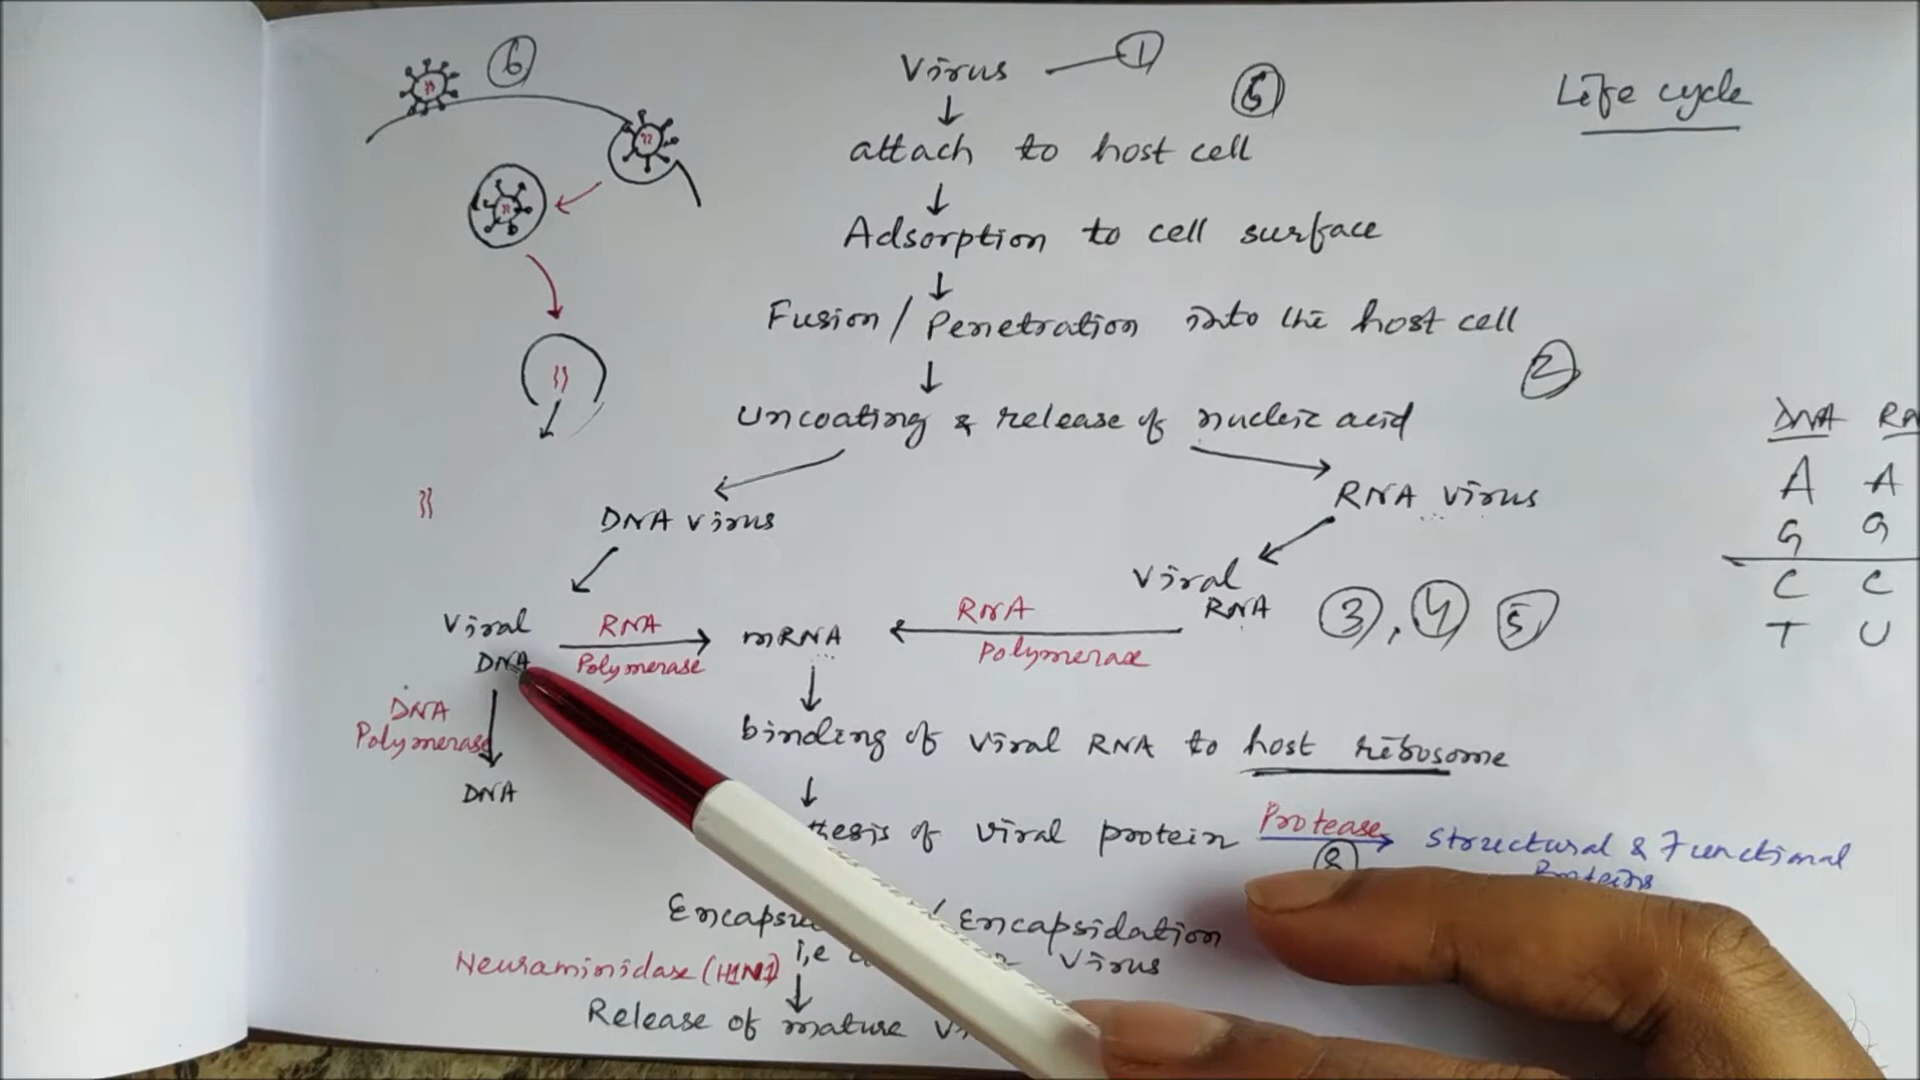 6
Virus
1
6
Life cycle
attach to host cell
Adsorption to cell surface
Fusion / Penetration into the host cell
2
Uncoating & release of nucleic acid
DNA virus
RNA virus
Viral
DNA
RNA
Polymerase
mRNA
RNA
Polymerase
Viral
RNA
3, 4 5
DNA
Polymerase
DNA
binding of viral RNA to host ribosome
of viral protein
Protease
8
Structural & Functional
Proteins
/ Encapsidation
i,e
virus
Neuraminidase (H1N1)
Release of mature
DNA
A
G
C
T
A
G
C
U